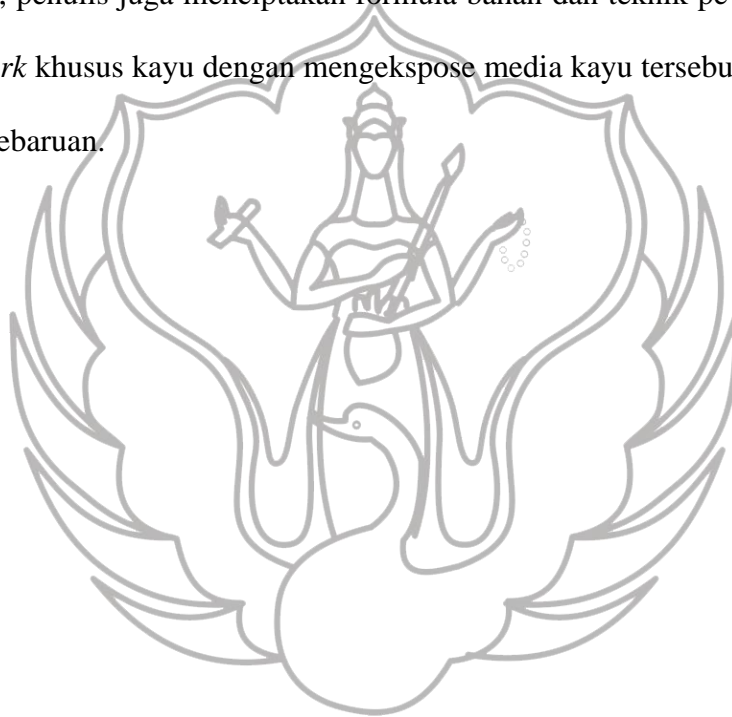 penulis juga menciptakan formula bahan dan teknik pe
rk khusus kayu dengan mengekspose media kayu tersebu
ebaruan.